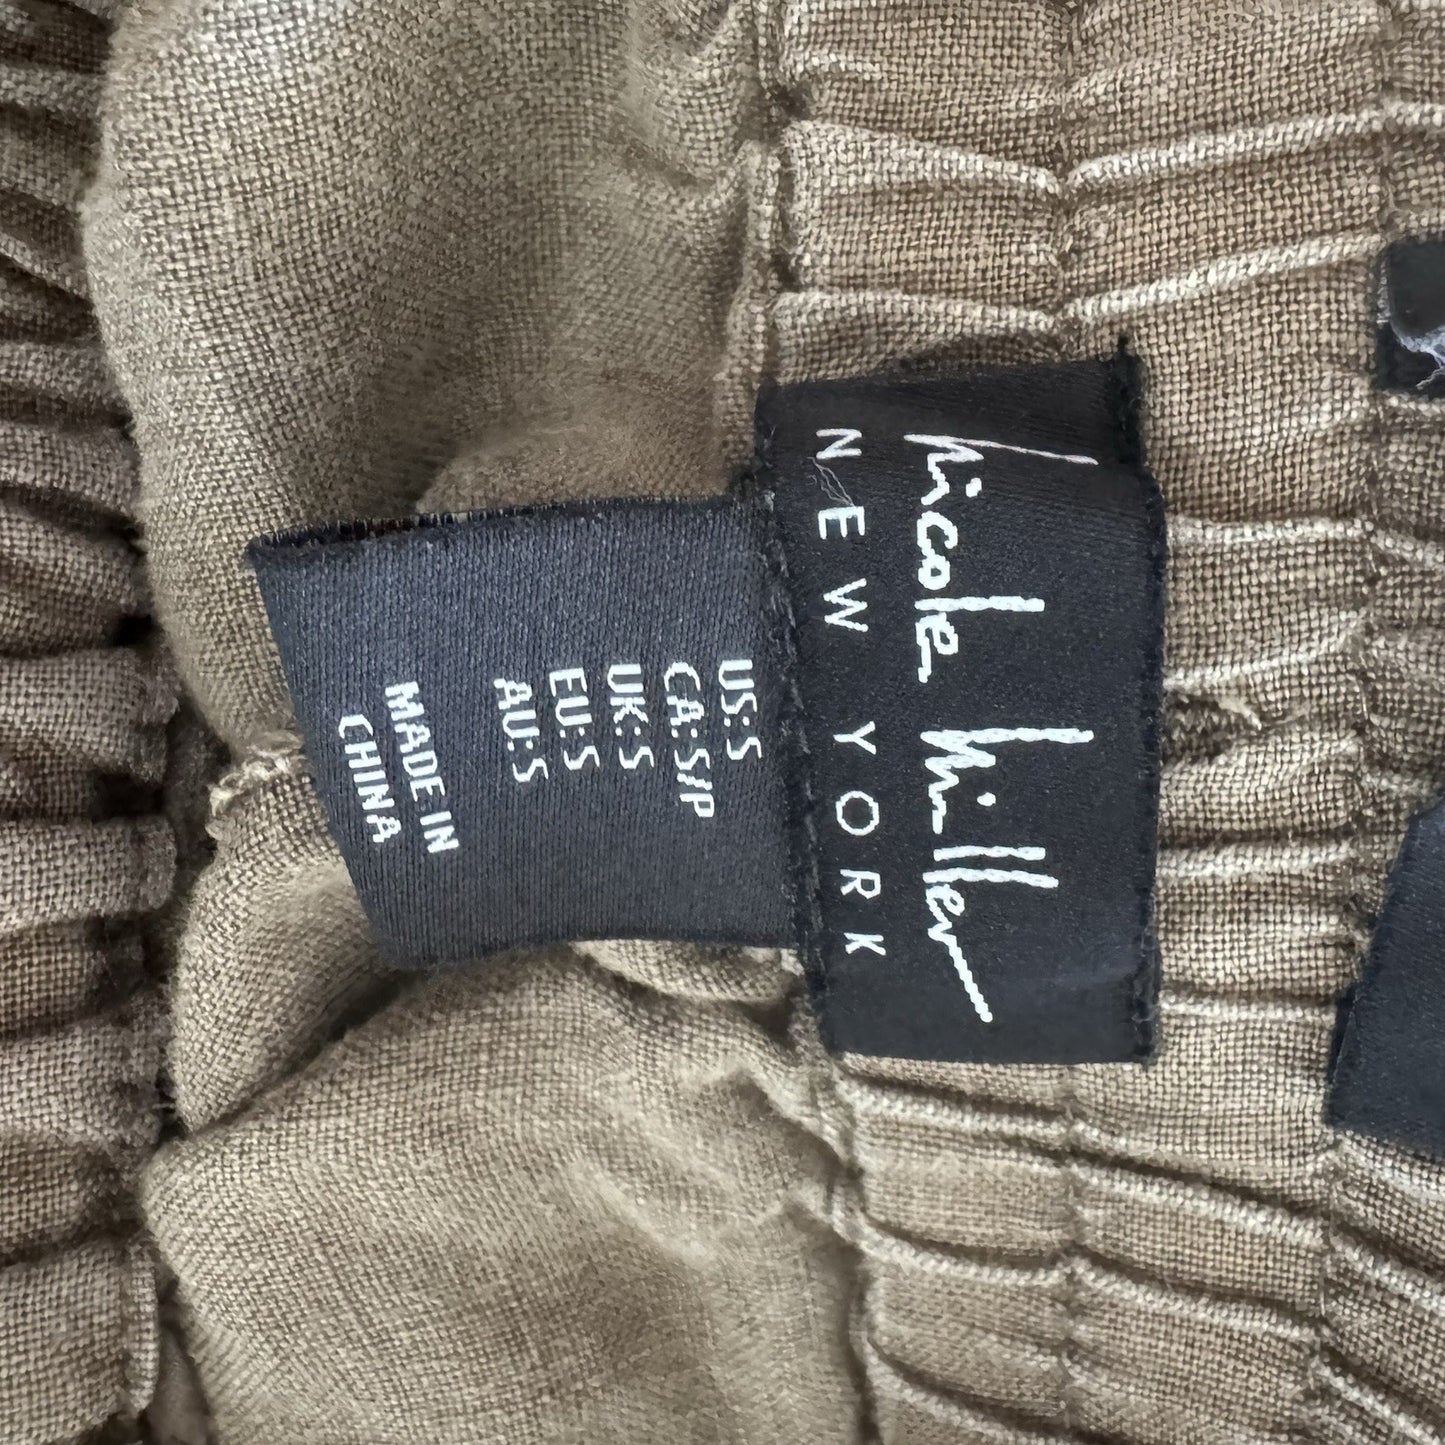 nicole miller
NEW YORK
US:S
CA:S/P
UK:S
EU:S
AU:S
MADE IN
CHINA